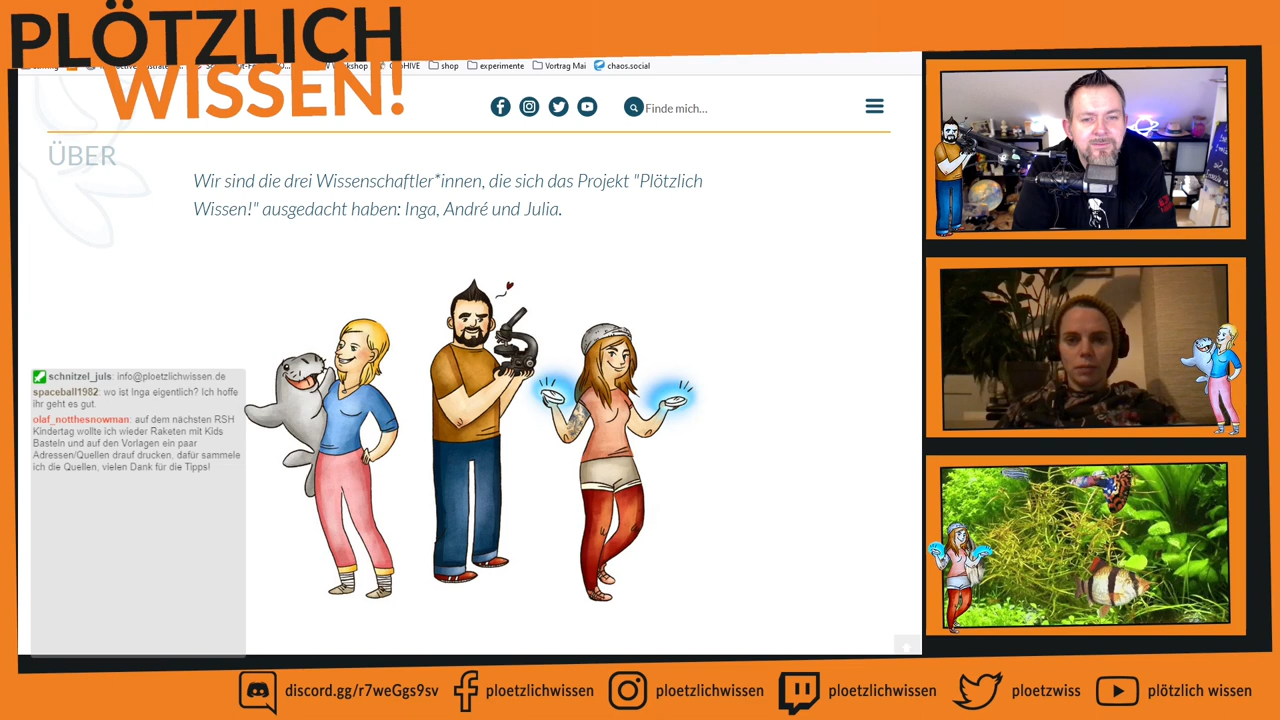 PLÖTZLICH
WISSEN!
shop
experimente
Vortrag Mai
chaos.social
Finde mich...
ÜBER
Wir sind die drei Wissenschaftler*innen, die sich das Projekt "Plötzlich
Wissen!" ausgedacht haben: Inga, André und Julia.
schnitzel_juls: info@ploetzlichwissen.de
spaceball1982: wo ist Inga eigentlich? Ich hoffe
ihr geht es gut.
olaf_notthesnowman: auf dem nächsten RSH
Kindertag wollte ich wieder Raketen mit Kids
Basteln und auf den Vorlagen ein paar
Adressen/Quellen drauf drucken, dafür sammele
ich die Quellen, vielen Dank für die Tipps!
discord.gg/r7weGgs9sv
ploetzlichwissen
ploetzlichwissen
ploetzlichwissen
ploetzwiss
plötzlich wissen